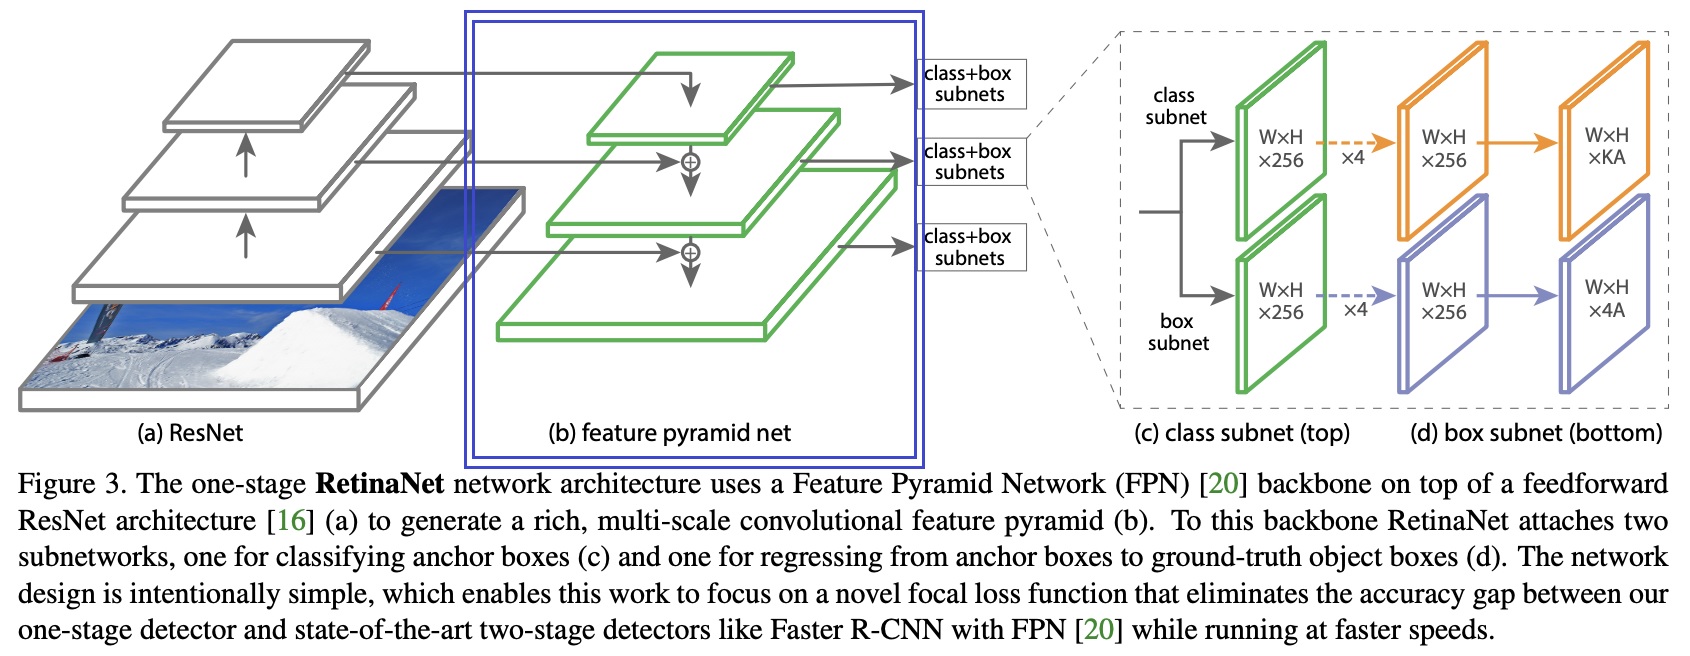 class+box
subnets
class+box
subnets
class+box
subnets
class
subnet
box
subnet
W×H
×256
×4
W×H
×256
W×H
×KA
W×H
×256
×4
W×H
×256
W×H
×4A
(a) ResNet
(b) feature pyramid net
(c) class subnet (top)
(d) box subnet (bottom)
Figure 3. The one-stage RetinaNet network architecture uses a Feature Pyramid Network (FPN) [20] backbone on top of a feedforward
ResNet architecture [16] (a) to generate a rich, multi-scale convolutional feature pyramid (b). To this backbone RetinaNet attaches two
subnetworks, one for classifying anchor boxes (c) and one for regressing from anchor boxes to ground-truth object boxes (d). The network
design is intentionally simple, which enables this work to focus on a novel focal loss function that eliminates the accuracy gap between our
one-stage detector and state-of-the-art two-stage detectors like Faster R-CNN with FPN [20] while running at faster speeds.